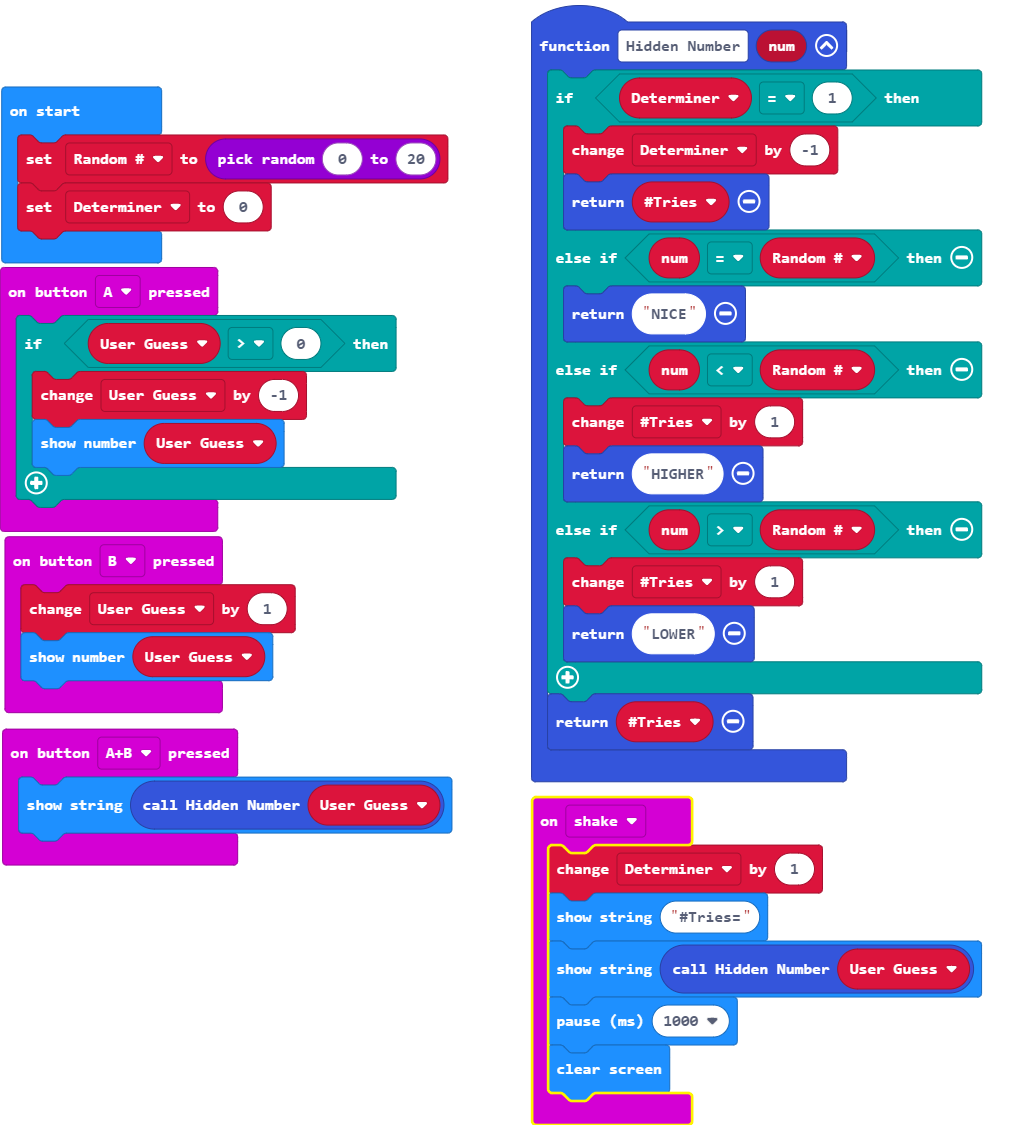 on start
set Random # to pick random 0 to 20
set Determiner to 0
on button A pressed
if User Guess > 0 then
change User Guess by -1
show number User Guess
on button B pressed
change User Guess by 1
show number User Guess
on button A+B pressed
show string call Hidden Number User Guess
function Hidden Number num
if Determiner = 1 then
change Determiner by -1
return #Tries
else if num = Random # then
return "NICE"
else if num < Random # then
change #Tries by 1
return "HIGHER"
else if num > Random # then
change #Tries by 1
return "LOWER"
return #Tries
on shake
change Determiner by 1
show string "#Tries="
show string call Hidden Number User Guess
pause (ms) 1000
clear screen